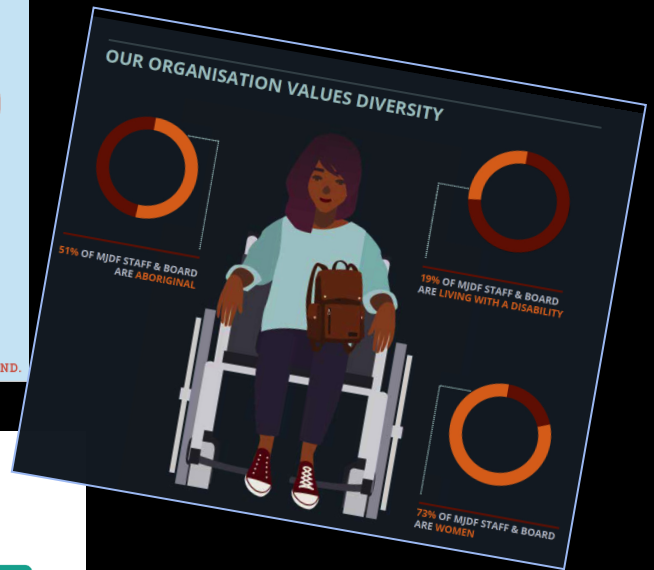 OUR ORGANISATION VALUES DIVERSITY
51% OF MJDF STAFF & BOARD
ARE ABORIGINAL
19% OF MJDF STAFF & BOARD
ARE LIVING WITH A DISABILITY
73% OF MJDF STAFF & BOARD
ARE WOMEN
ND.